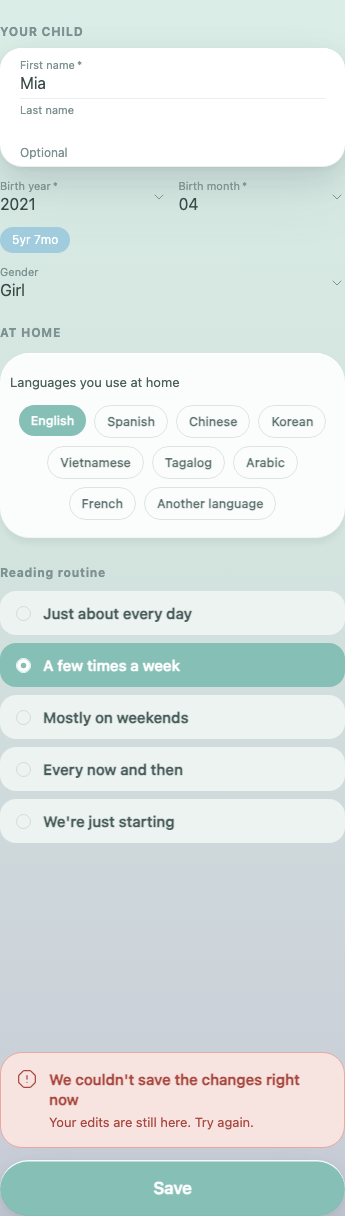 YOUR CHILD
First name *
Mia
Last name
Optional
Birth year * Birth month *
2021 04
5yr 7mo
Gender
Girl
AT HOME
Languages you use at home
English Spanish Chinese Korean
Vietnamese Tagalog Arabic
French Another language
Reading routine
Just about every day
A few times a week
Mostly on weekends
Every now and then
We're just starting
We couldn't save the changes right
now
Your edits are still here. Try again.
Save